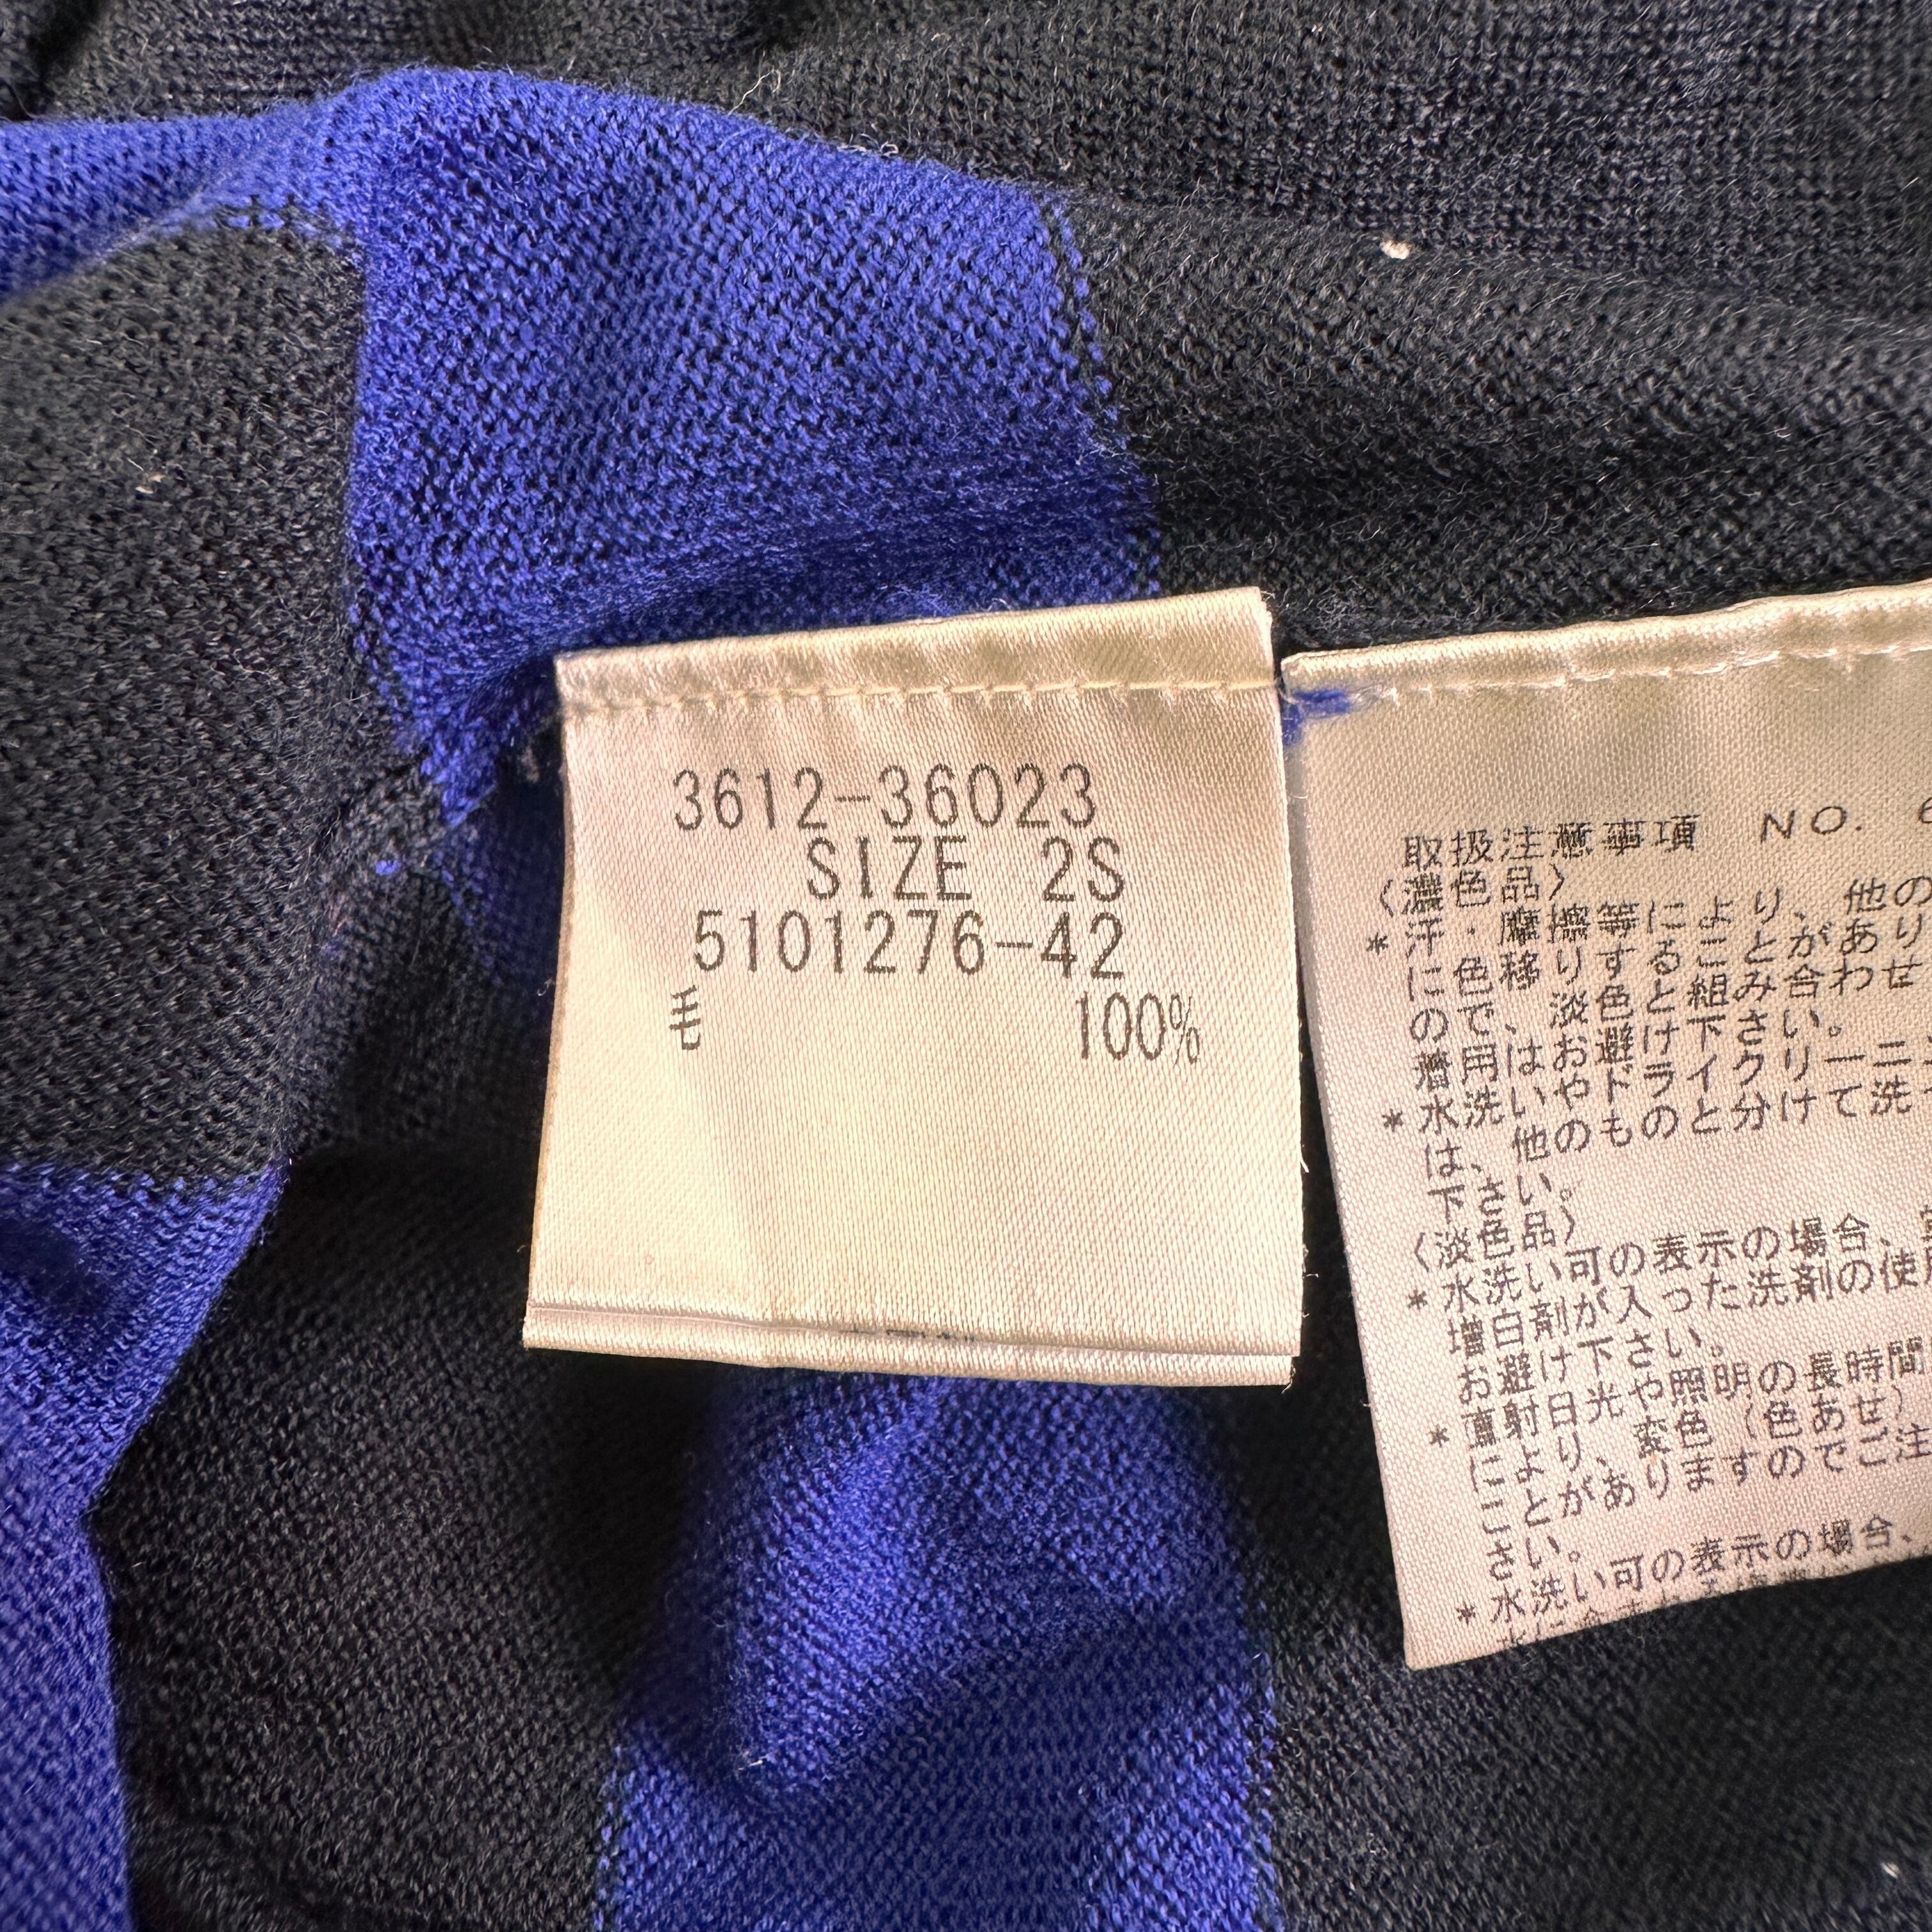 3612-36023
SIZE 2S
5101276-42
毛 100%
取扱注意事項 NO. 6
〈濃色品〉
* 汗・摩擦等により、他の
に色移りすることがあり
ので、淡色と組み合わせ
着用はお避け下さい。
* 水洗いやドライクリーニ
は、他のものと分けて洗
下さい。
〈淡色品〉
* 水洗い可の表示の場合、
増白剤が入った洗剤の使
お避け下さい。
* 直射日光や照明の長時間
により、変色（色あせ）
ことがありますのでご注
さい。
* 水洗い可の表示の場合、